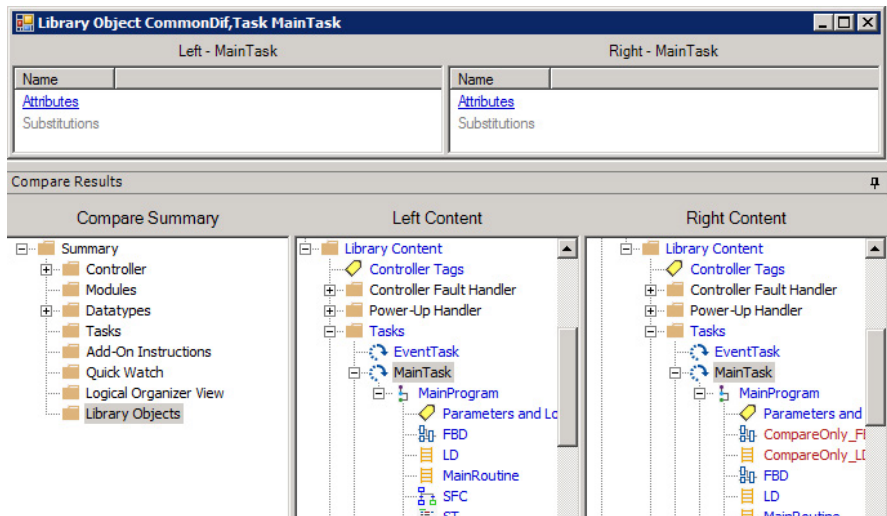 Library Object CommonDif,Task MainTask
Left - MainTask
Right - MainTask
Name
Name
Attributes
Attributes
Substitutions
Substitutions
Compare Results
Compare Summary
Left Content
Right Content
Summary
Controller
Modules
Datatypes
Tasks
Add-On Instructions
Quick Watch
Logical Organizer View
Library Objects
Library Content
Controller Tags
Controller Fault Handler
Power-Up Handler
Tasks
EventTask
MainTask
MainProgram
Parameters and Lo
FBD
LD
MainRoutine
SFC
ST
Library Content
Controller Tags
Controller Fault Handler
Power-Up Handler
Tasks
EventTask
MainTask
MainProgram
Parameters and
CompareOnly_F
CompareOnly_L
FBD
LD
MainRoutine